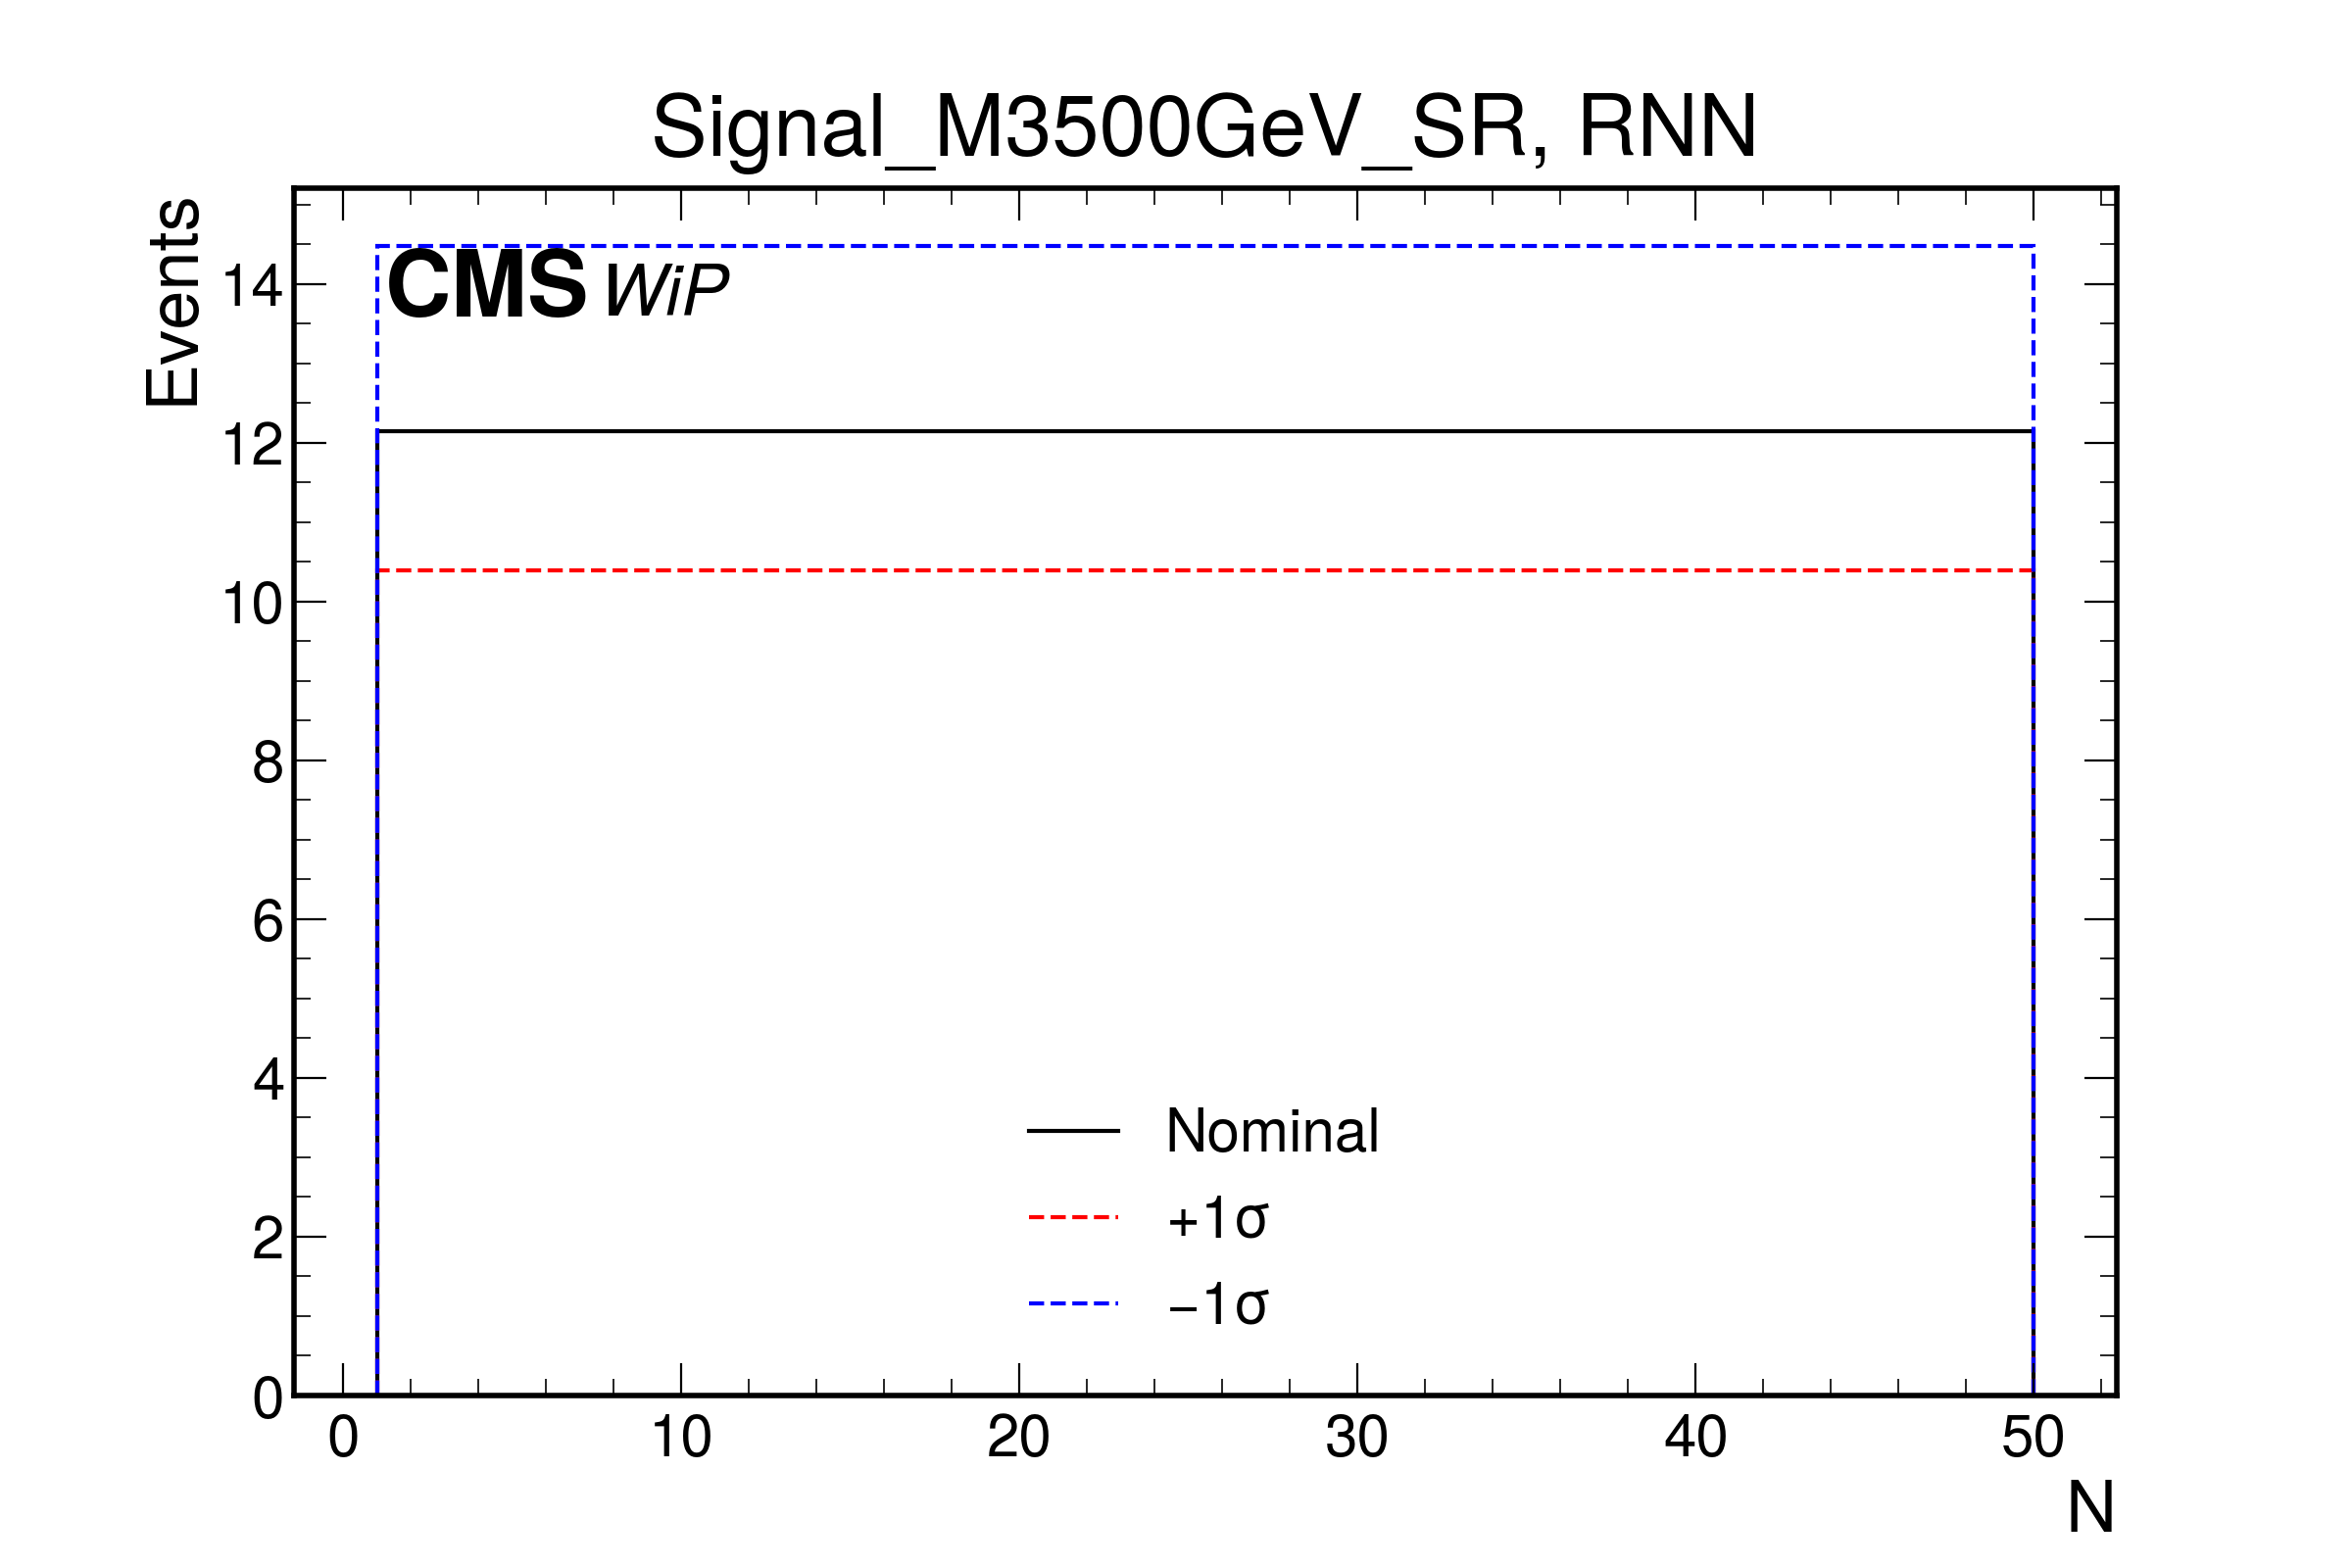 Signal_M3500GeV_SR, RNN
Events
CMS WiP
14
12
10
8
6
4
2
0
Nominal
+1σ
−1σ
0 10 20 30 40 50
N